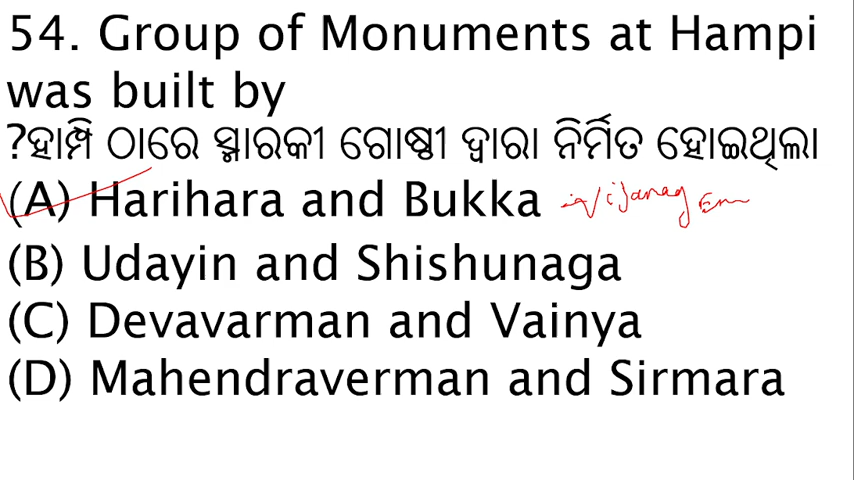 54. Group of Monuments at Hampi
was built by
?ହାମ୍ପି ଠାରେ ସ୍ମାରକୀ ଗୋଷ୍ଠୀ ଦ୍ୱାରା ନିର୍ମିତ ହୋଇଥିଲା
(A) Harihara and Bukka
(B) Udayin and Shishunaga
(C) Devavarman and Vainya
(D) Mahendraverman and Sirmara